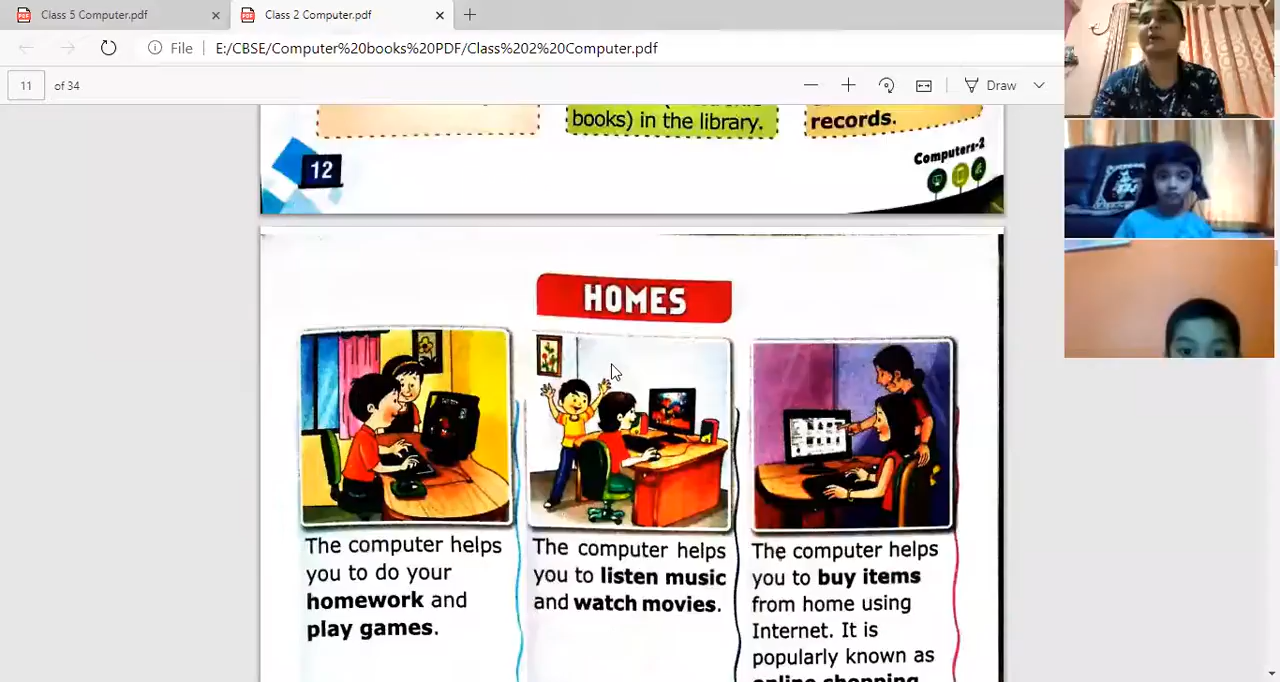 Class 5 Computer.pdf
Class 2 Computer.pdf
File
E:/CBSE/Computer%20books%20PDF/Class%202%20Computer.pdf
11 of 34
Draw
books) in the library.
records.
12
Computers-2
HOMES
The computer helps
you to do your
homework and
play games.
The computer helps
you to listen music
and watch movies.
The computer helps
you to buy items
from home using
Internet. It is
popularly known as
online shopping